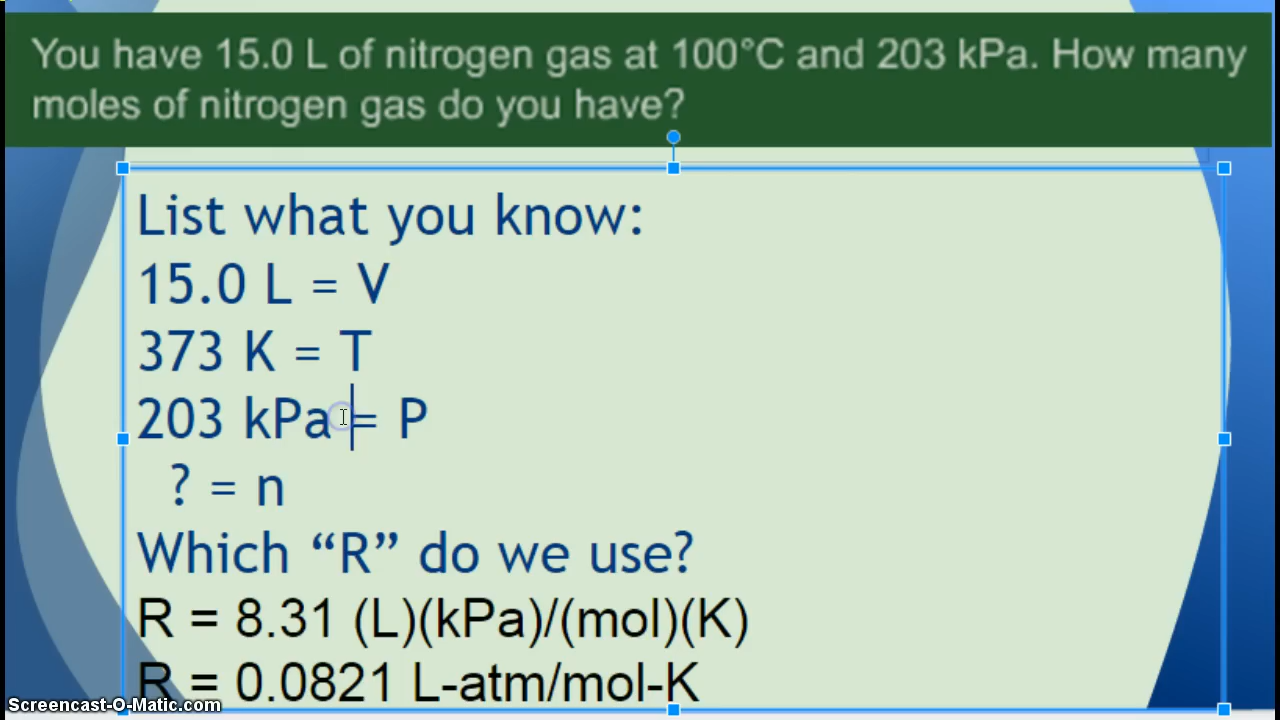 You have 15.0 L of nitrogen gas at 100°C and 203 kPa. How many
moles of nitrogen gas do you have?
List what you know:
15.0 L = V
373 K = T
203 kPa = P
? = n
Which “R” do we use?
R = 8.31 (L)(kPa)/(mol)(K)
R = 0.0821 L-atm/mol-K
Screencast-O-Matic.com